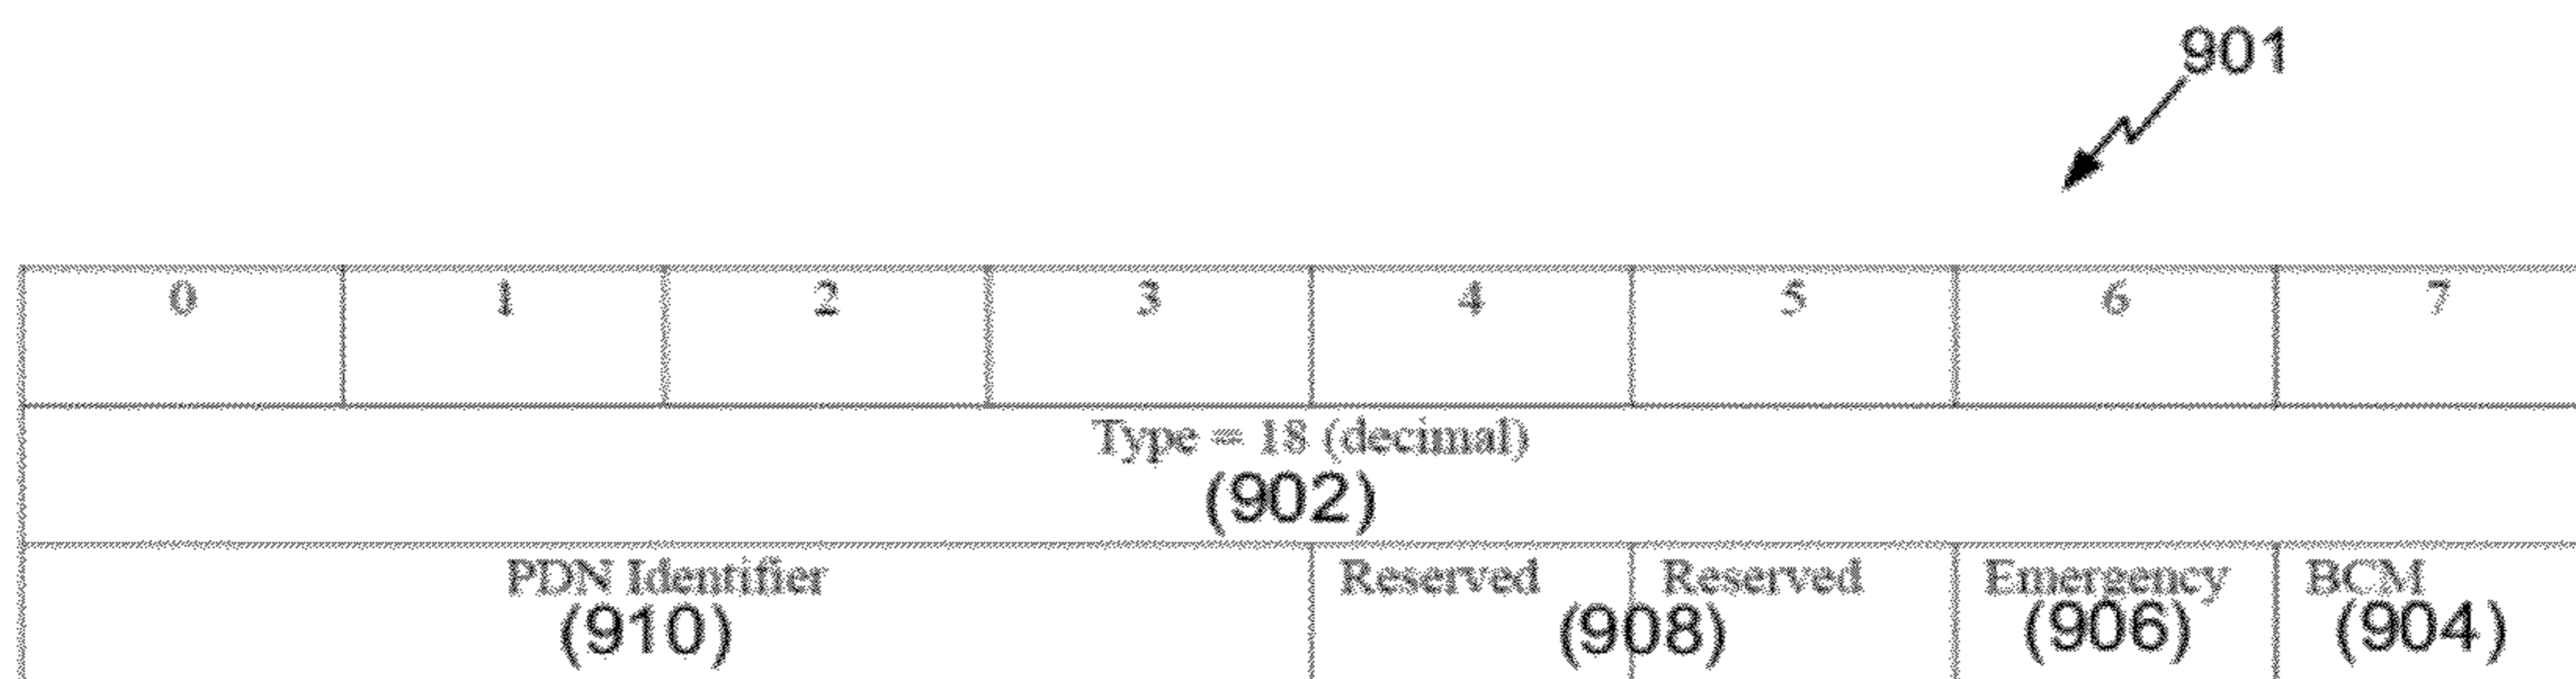 901
0 1 2 3 4 5 6 7
Type = 18 (decimal)
(902)
PDN Identifier Reserved Reserved Emergency BCM
(910) (908) (906) (904)